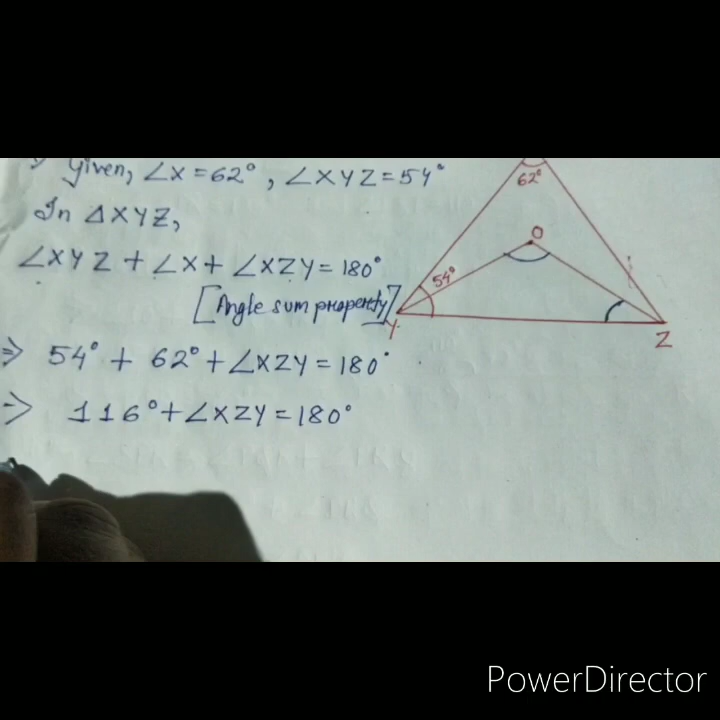 Given, ∠X = 62°, ∠XYZ = 54°
In ΔXYZ,
∠XYZ + ∠X + ∠XZY = 180°
[Angle sum property]
⇒ 54° + 62° + ∠XZY = 180°
⇒ 116° + ∠XZY = 180°
62°
O
54°
Y
Z
PowerDirector